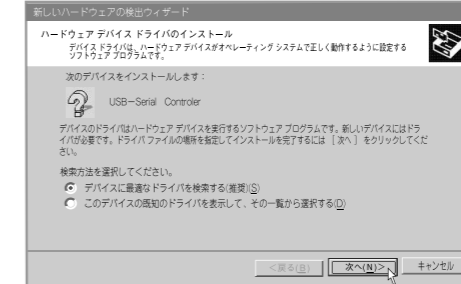 新しいハードウェアの検出ウィザード
ハードウェア デバイス ドライバのインストール
デバイス ドライバは、ハードウェア デバイスがオペレーティング システムで正しく動作するように設定する
ソフトウェア プログラムです。
次のデバイスをインストールします：
USB-Serial Controler
デバイスのドライバはハードウェア デバイスを実行するソフトウェア プログラムです。新しいデバイスにはドラ
イバが必要です。ドライバ ファイルの場所を指定してインストールを完了するには ［次へ］ をクリックしてくだ
さい。
検索方法を選択してください。
デバイスに最適なドライバを検索する(推奨)(S)
このデバイスの既知のドライバを表示して、その一覧から選択する(D)
<戻る(B)
次へ(N)>
キャンセル